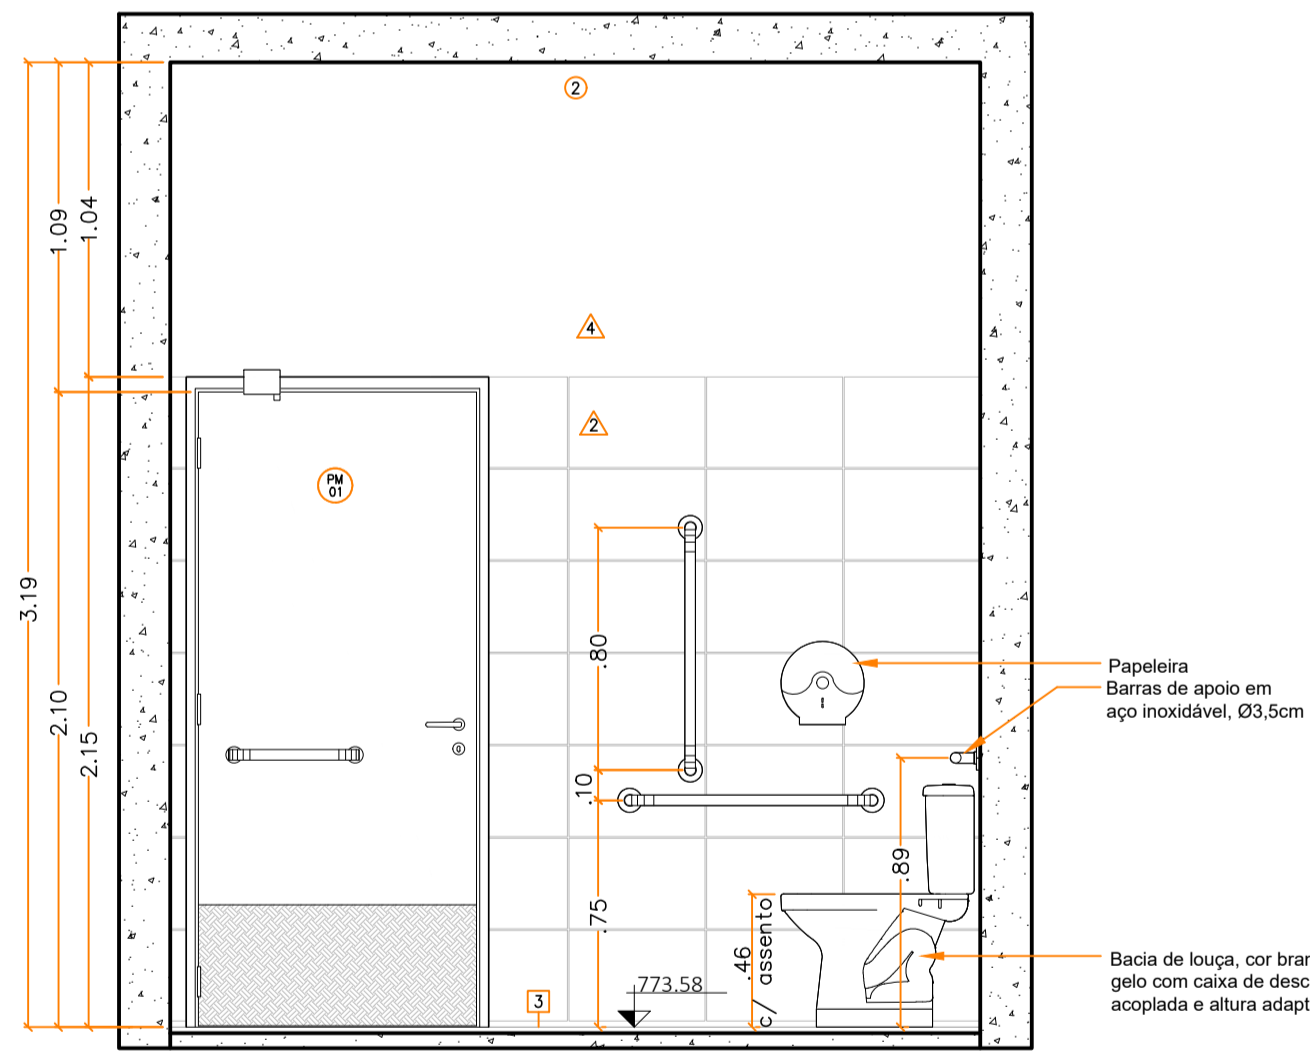 2
1.09
1.04
4
2
PM
01
3.19
2.10
2.15
.80
.10
.75
.89
.46
c/ assento
773.58
3
Papeleira
Barras de apoio em
aço inoxidável, Ø3,5cm
Bacia de louça, cor bran
gelo com caixa de desc
acoplada e altura adapt